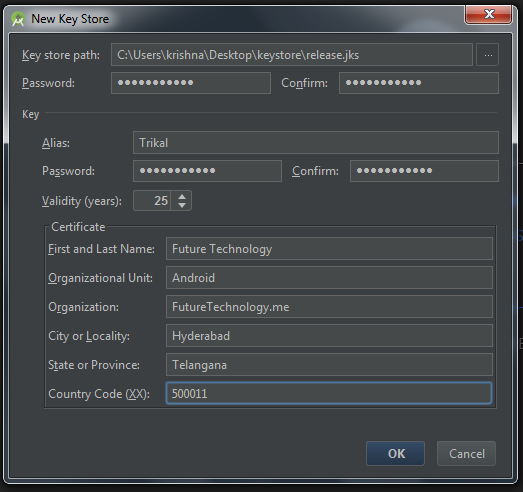 New Key Store
Key store path: C:\Users\krishna\Desktop\keystore\release.jks ...
Password: ●●●●●●●●●●● Confirm: ●●●●●●●●●●●
Key
Alias: Trikal
Password: ●●●●●●●●●●● Confirm: ●●●●●●●●●●●
Validity (years): 25
Certificate
First and Last Name: Future Technology
Organizational Unit: Android
Organization: FutureTechnology.me
City or Locality: Hyderabad
State or Province: Telangana
Country Code (XX): 500011
OK Cancel